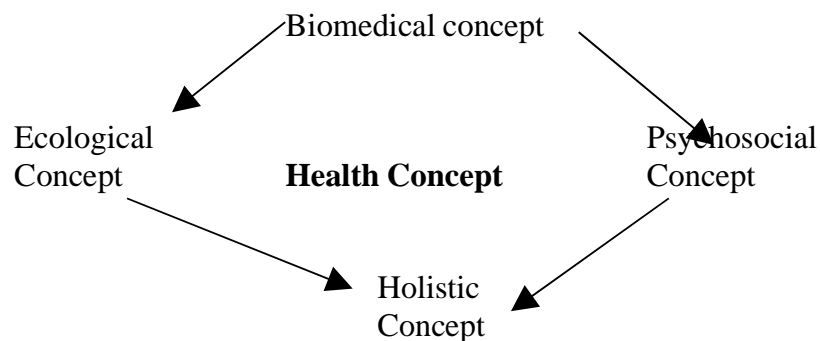 Biomedical concept
Ecological
Concept
Health Concept
Psychosocial
Concept
Holistic
Concept